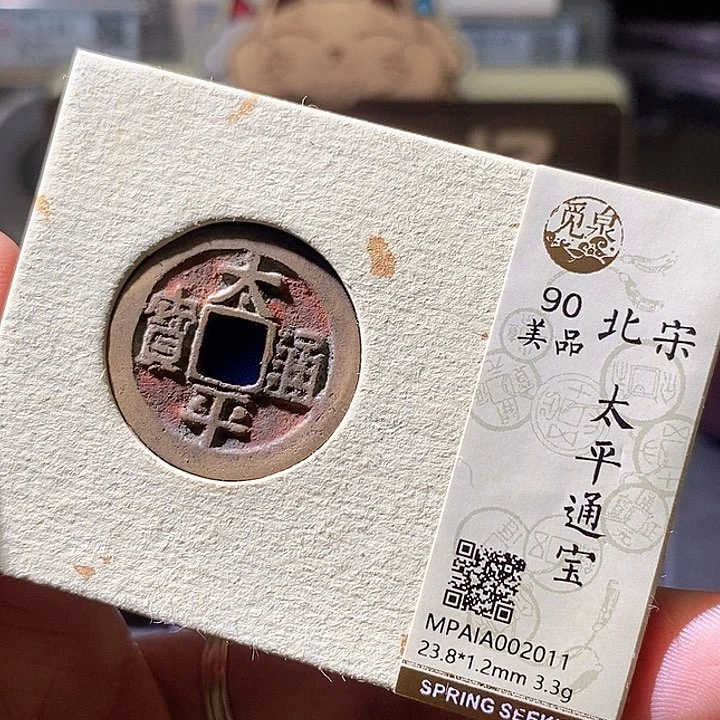 太
寶 通
平
觅泉
90
美品
北宋
太平通宝
MPAIA002011
23.8*1.2mm 3.3g
SPRING